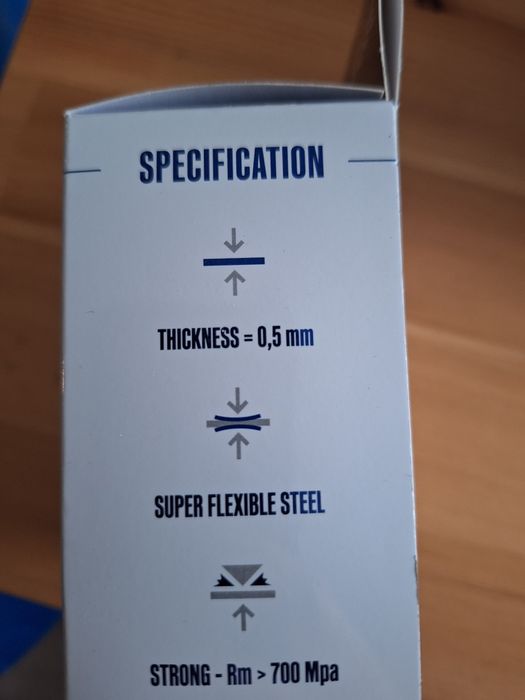 SPECIFICATION
THICKNESS = 0,5 mm
SUPER FLEXIBLE STEEL
STRONG - Rm > 700 Mpa